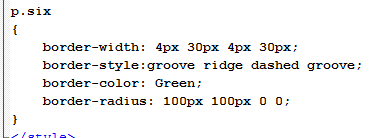 p.six
{
border-width: 4px 30px 4px 30px;
border-style:groove ridge dashed groove;
border-color: Green;
border-radius: 100px 100px 0 0;
}
</style>